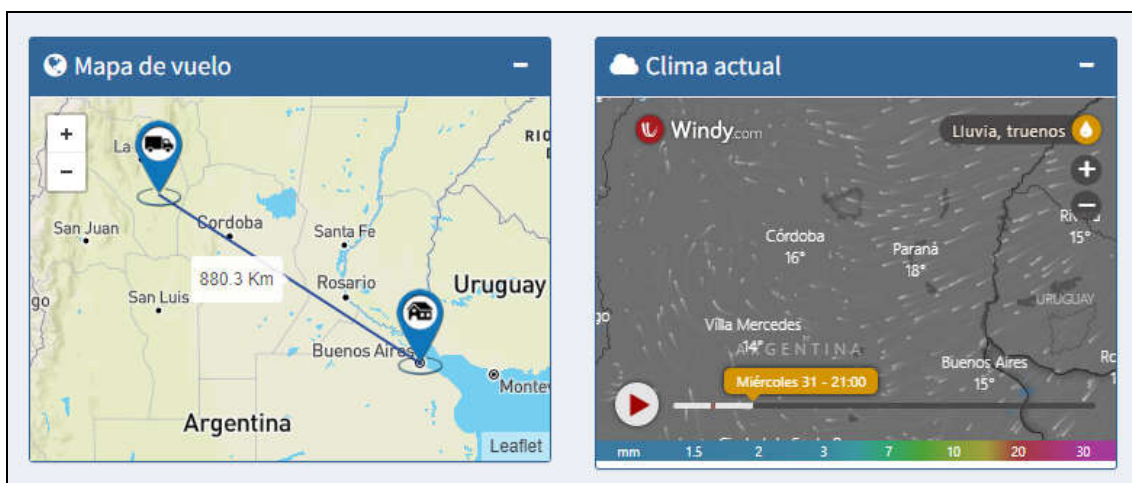 Mapa de vuelo
−
+
−
La
RIO
San Juan
Cordoba
Santa Fe
880.3 Km
Rosario
Uruguay
go
San Luis
Buenos Aires
Monte
Argentina
Leaflet
Clima actual
−
Windy.com
Lluvia, truenos
+
−
15°
Córdoba
16°
Paraná
18°
URUGUAY
Villa Mercedes
14°
ARGENTINA
Buenos Aires
15°
Miércoles 31 - 21:00
mm 1.5 2 3 7 10 20 30